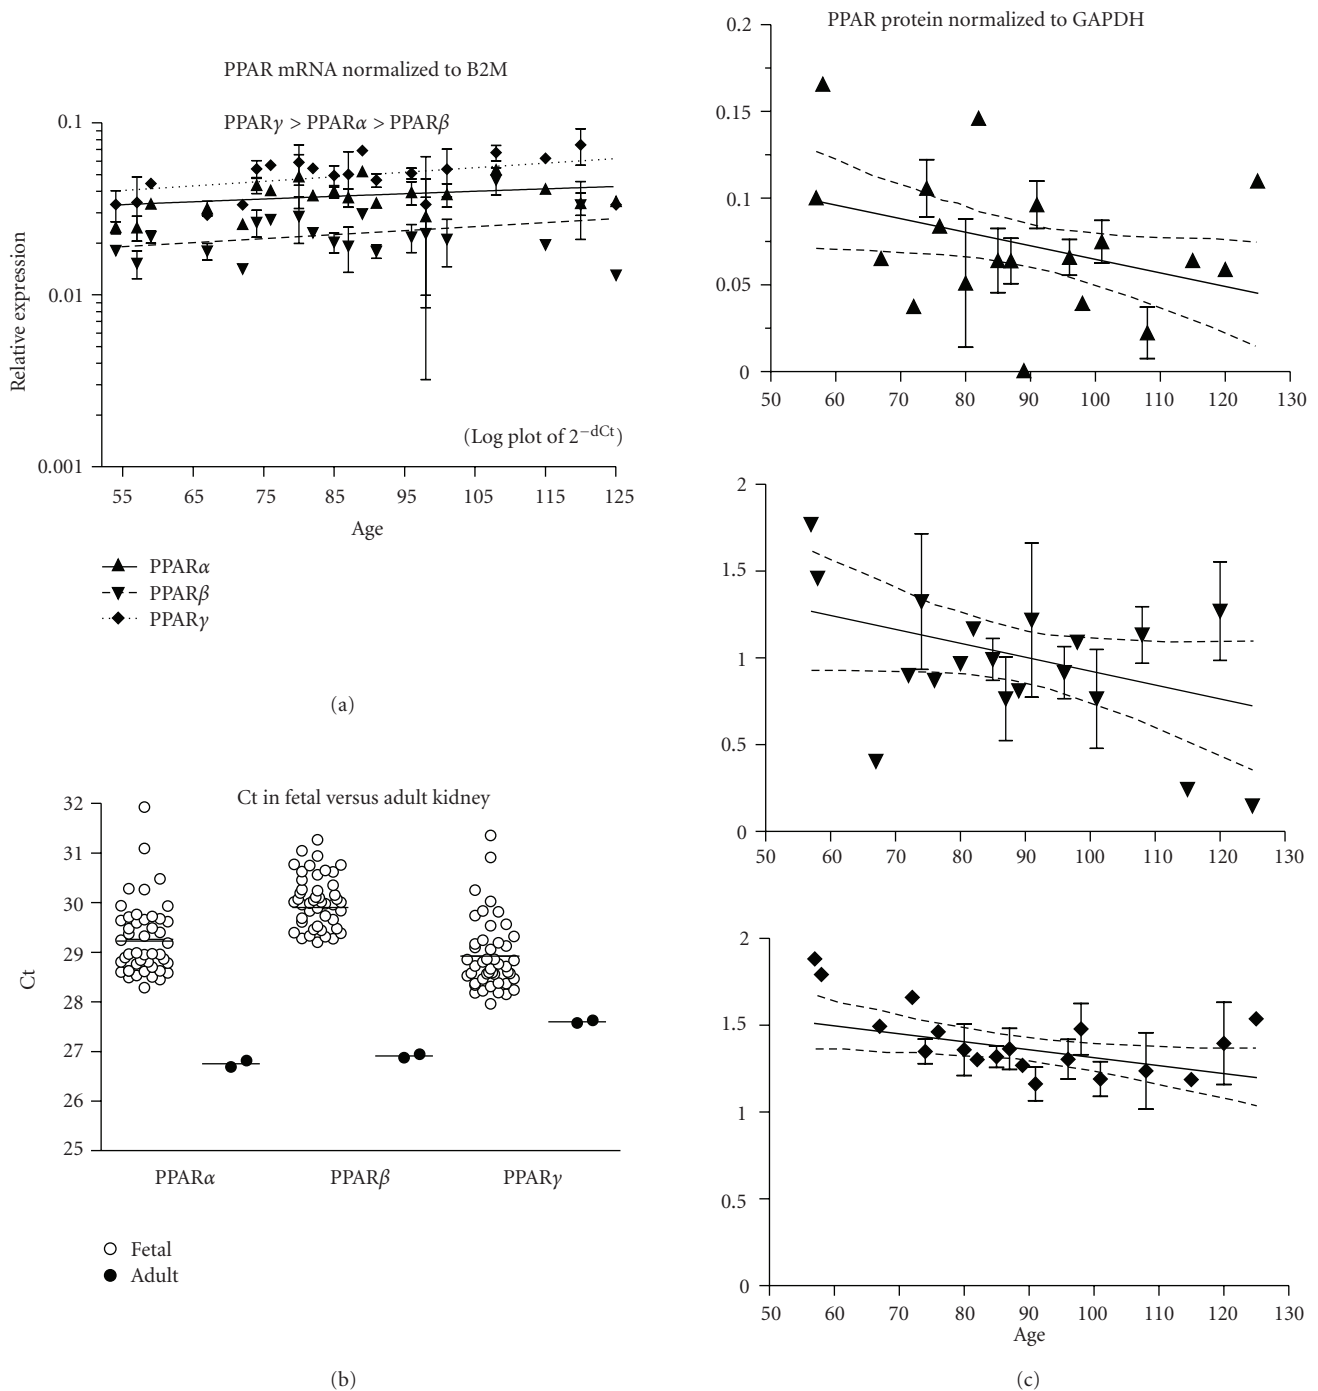 PPAR mRNA normalized to B2M
PPARγ > PPARα > PPARβ
0.1
0.01
0.001
Relative expression
(Log plot of 2−dCt)
55 65 75 85 95 105 115 125
Age
PPARα
PPARβ
PPARγ
(a)
Ct in fetal versus adult kidney
32
31
30
29
28
27
26
25
Ct
PPARα PPARβ PPARγ
Fetal
Adult
(b)
PPAR protein normalized to GAPDH
0.2
0.15
0.1
0.05
0
50 60 70 80 90 100 110 120 130
2
1.5
1
0.5
0
50 60 70 80 90 100 110 120 130
2
1.5
1
0.5
0
50 60 70 80 90 100 110 120 130
Age
(c)